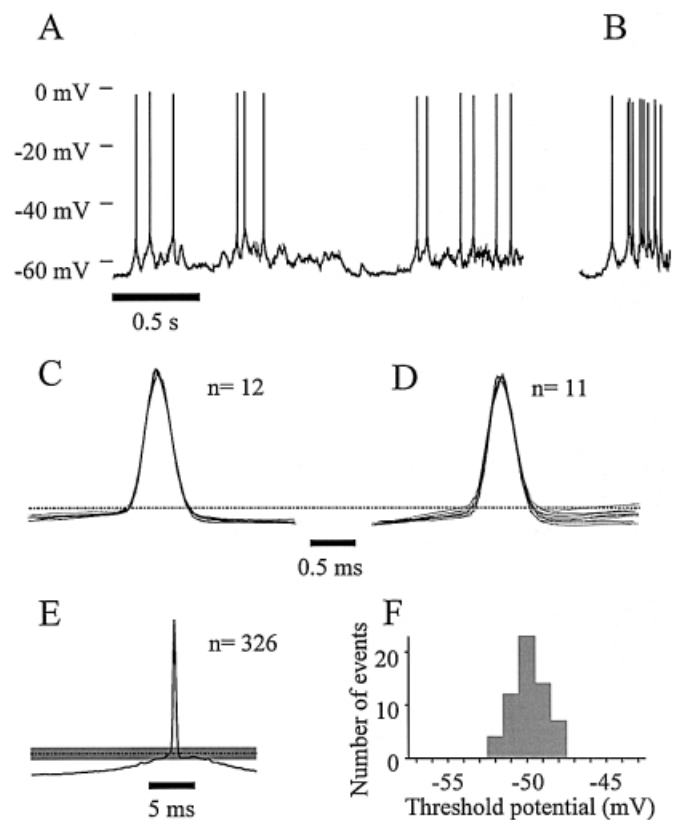 A
B
0 mV
-20 mV
-40 mV
-60 mV
0.5 s
C
n= 12
D
n= 11
0.5 ms
E
n= 326
5 ms
F
Number of events
20
10
0
-55
-50
-45
Threshold potential (mV)